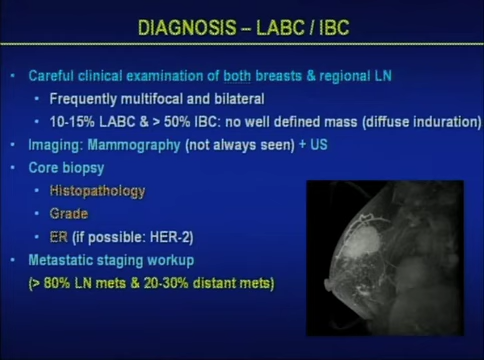 DIAGNOSIS – LABC / IBC
• Careful clinical examination of both breasts & regional LN
• Frequently multifocal and bilateral
• 10-15% LABC & > 50% IBC: no well defined mass (diffuse induration)
• Imaging: Mammography (not always seen) + US
• Core biopsy
• Histopathology
• Grade
• ER (if possible: HER-2)
• Metastatic staging workup
(> 80% LN mets & 20-30% distant mets)